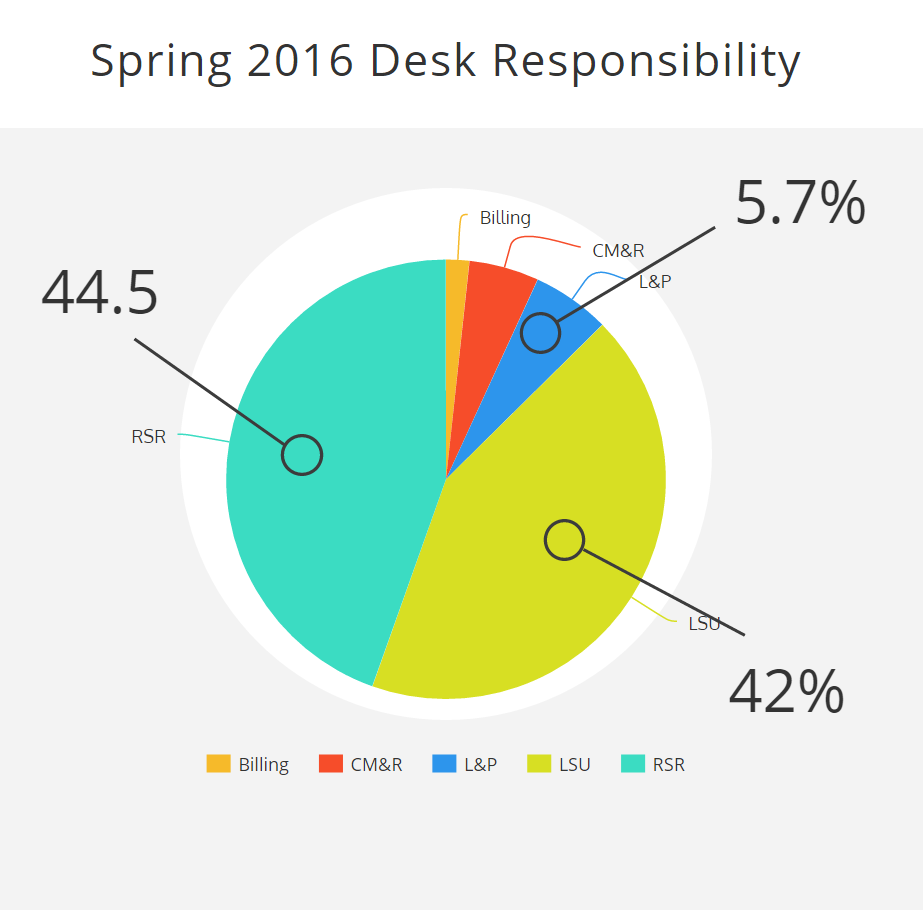 Spring 2016 Desk Responsibility
5.7%
Billing
CM&R
L&P
44.5
RSR
LSU
42%
Billing
CM&R
L&P
LSU
RSR